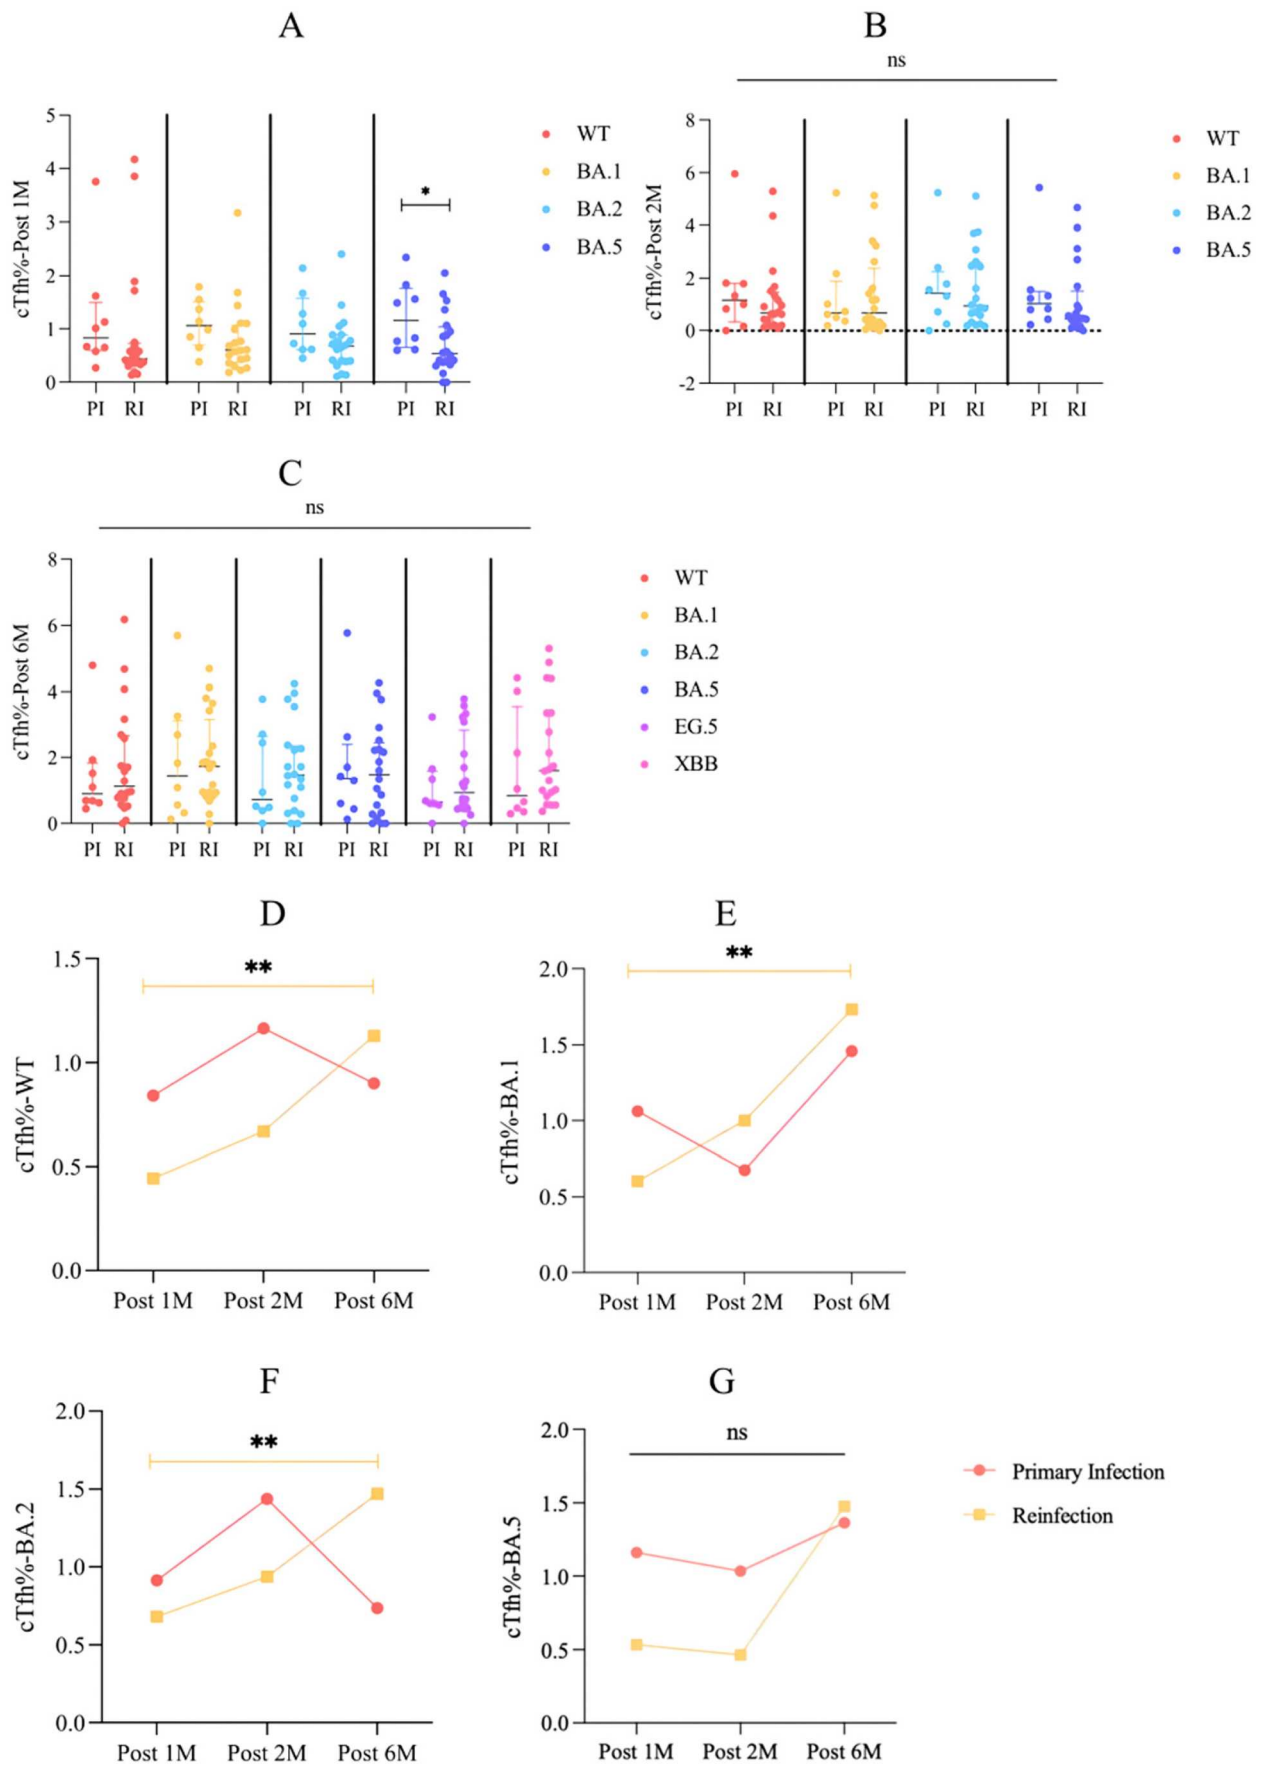 A
cTfh%-Post 1M
5
4
3
2
1
0
*
PI RI PI RI PI RI PI RI
WT
BA.1
BA.2
BA.5
B
ns
cTfh%-Post 2M
8
6
4
2
0
-2
PI RI PI RI PI RI PI RI
WT
BA.1
BA.2
BA.5
C
ns
cTfh%-Post 6M
8
6
4
2
0
PI RI PI RI PI RI PI RI PI RI PI RI
WT
BA.1
BA.2
BA.5
EG.5
XBB
D
cTfh%-WT
1.5
1.0
0.5
0.0
**
Post 1M Post 2M Post 6M
E
cTfh%-BA.1
2.0
1.5
1.0
0.5
0.0
**
Post 1M Post 2M Post 6M
F
cTfh%-BA.2
2.0
1.5
1.0
0.5
0.0
**
Post 1M Post 2M Post 6M
G
cTfh%-BA.5
2.0
1.5
1.0
0.5
0.0
ns
Post 1M Post 2M Post 6M
Primary Infection
Reinfection